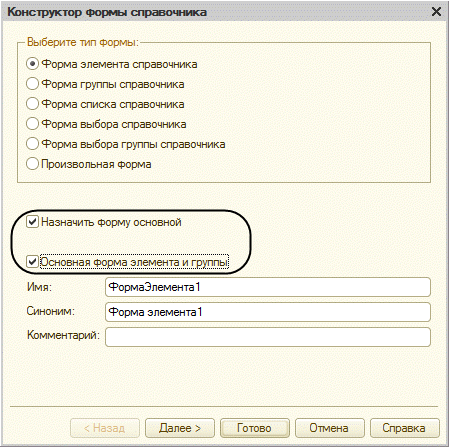 Конструктор формы справочника
Выберите тип формы:
Форма элемента справочника
Форма группы справочника
Форма списка справочника
Форма выбора справочника
Форма выбора группы справочника
Произвольная форма
Назначить форму основной
Основная форма элемента и группы
Имя: ФормаЭлемента1
Синоним: Форма элемента1
Комментарий:
< Назад Далее > Готово Отмена Справка